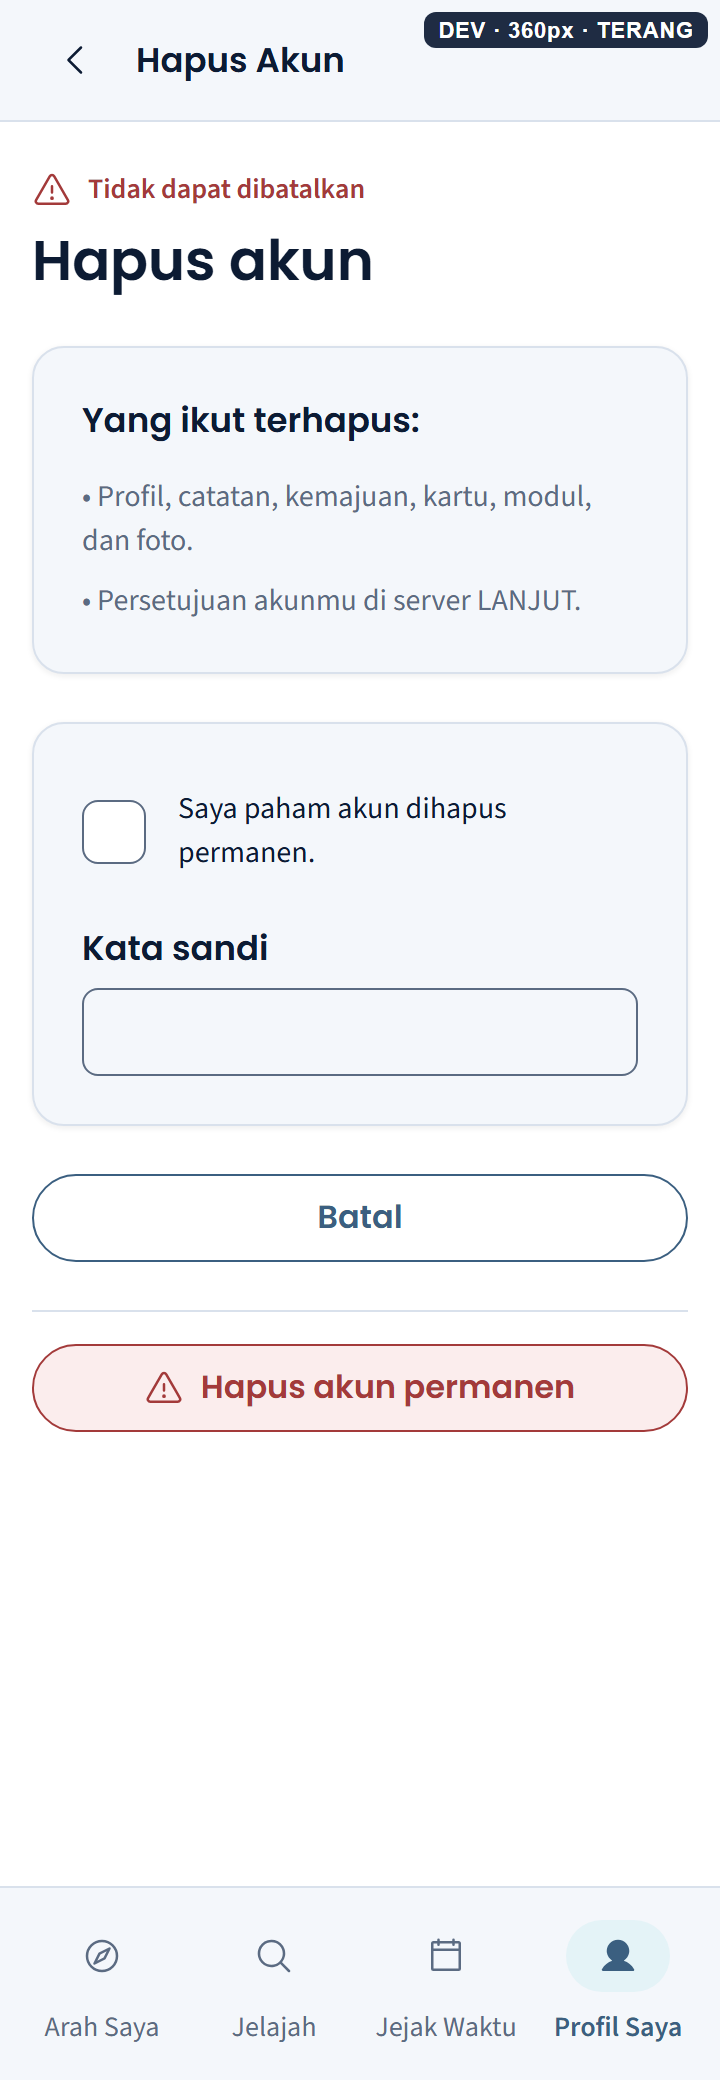 DEV · 360px · TERANG
Hapus Akun
Tidak dapat dibatalkan
Hapus akun
Yang ikut terhapus:
• Profil, catatan, kemajuan, kartu, modul,
dan foto.
• Persetujuan akunmu di server LANJUT.
Saya paham akun dihapus
permanen.
Kata sandi
Batal
Hapus akun permanen
Arah Saya
Jelajah
Jejak Waktu
Profil Saya